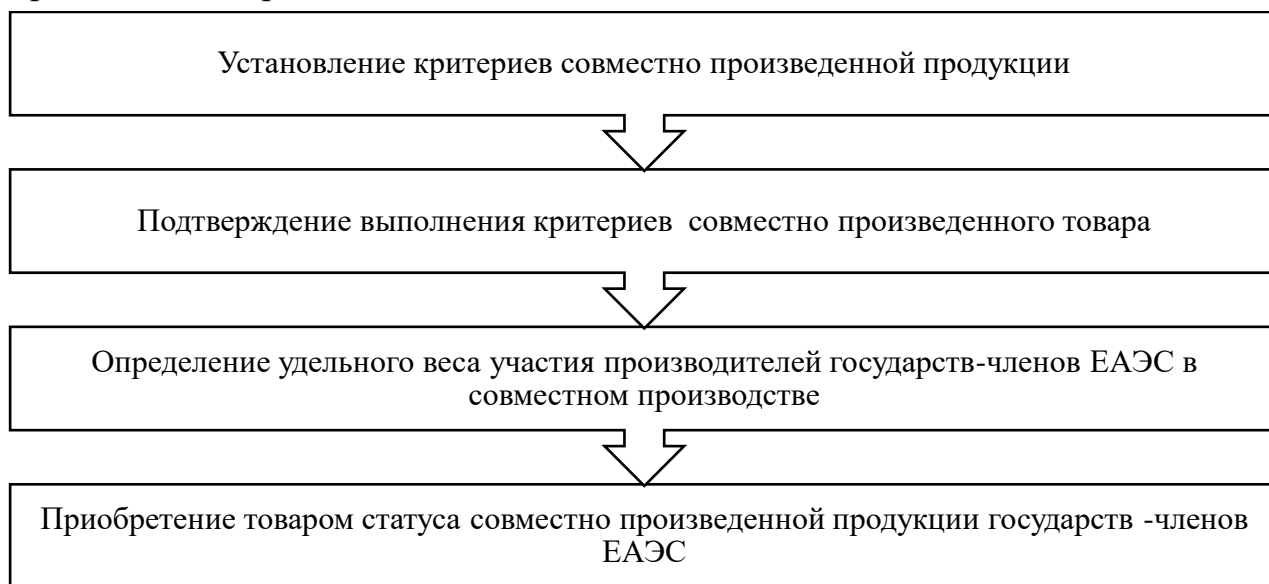 Установление критериев совместно произведенной продукции
Подтверждение выполнения критериев совместно произведенного товара
Определение удельного веса участия производителей государств-членов ЕАЭС в
совместном производстве
Приобретение товаром статуса совместно произведенной продукции государств -членов
ЕАЭС